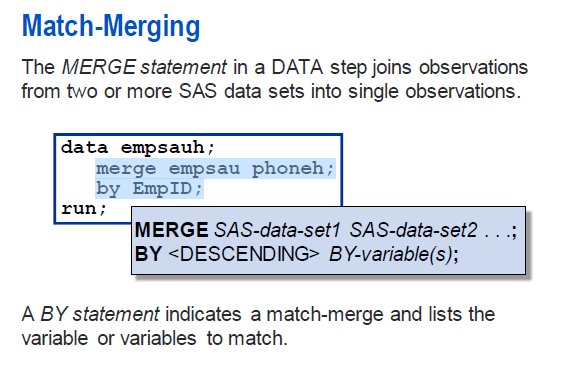 Match-Merging
The MERGE statement in a DATA step joins observations
from two or more SAS data sets into single observations.
data empsauh;
merge empsau phoneh;
by EmpID;
run;
MERGE SAS-data-set1 SAS-data-set2 . . .;
BY <DESCENDING> BY-variable(s);
A BY statement indicates a match-merge and lists the
variable or variables to match.